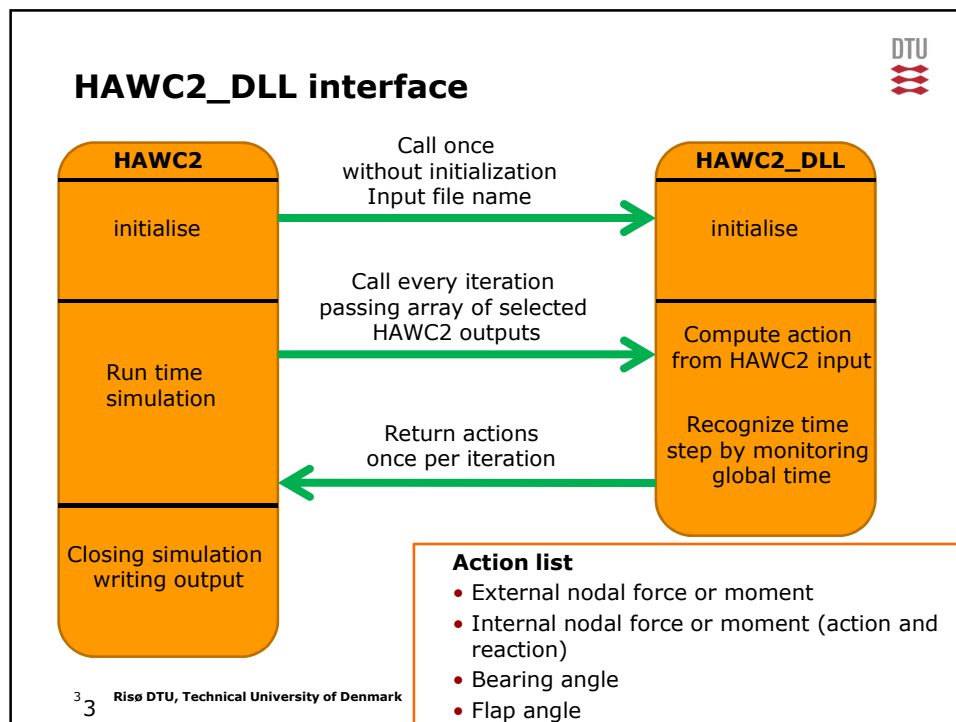 DTU
HAWC2_DLL interface
HAWC2
initialise
Run time
simulation
Closing simulation
writing output
Call once
without initialization
Input file name
Call every iteration
passing array of selected
HAWC2 outputs
Return actions
once per iteration
HAWC2_DLL
initialise
Compute action
from HAWC2 input
Recognize time
step by monitoring
global time
Action list
• External nodal force or moment
• Internal nodal force or moment (action and
reaction)
• Bearing angle
• Flap angle
3
3
Risø DTU, Technical University of Denmark